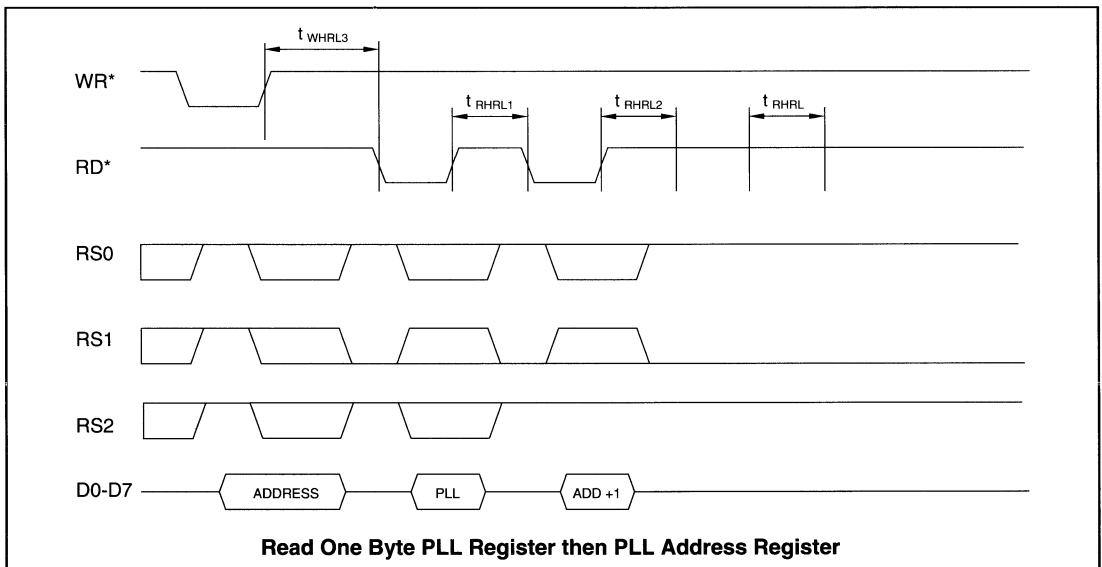 t WHRL3
WR*
t RHRL1 t RHRL2 t RHRL
RD*
RS0
RS1
RS2
D0-D7 ADDRESS PLL ADD +1
Read One Byte PLL Register then PLL Address Register